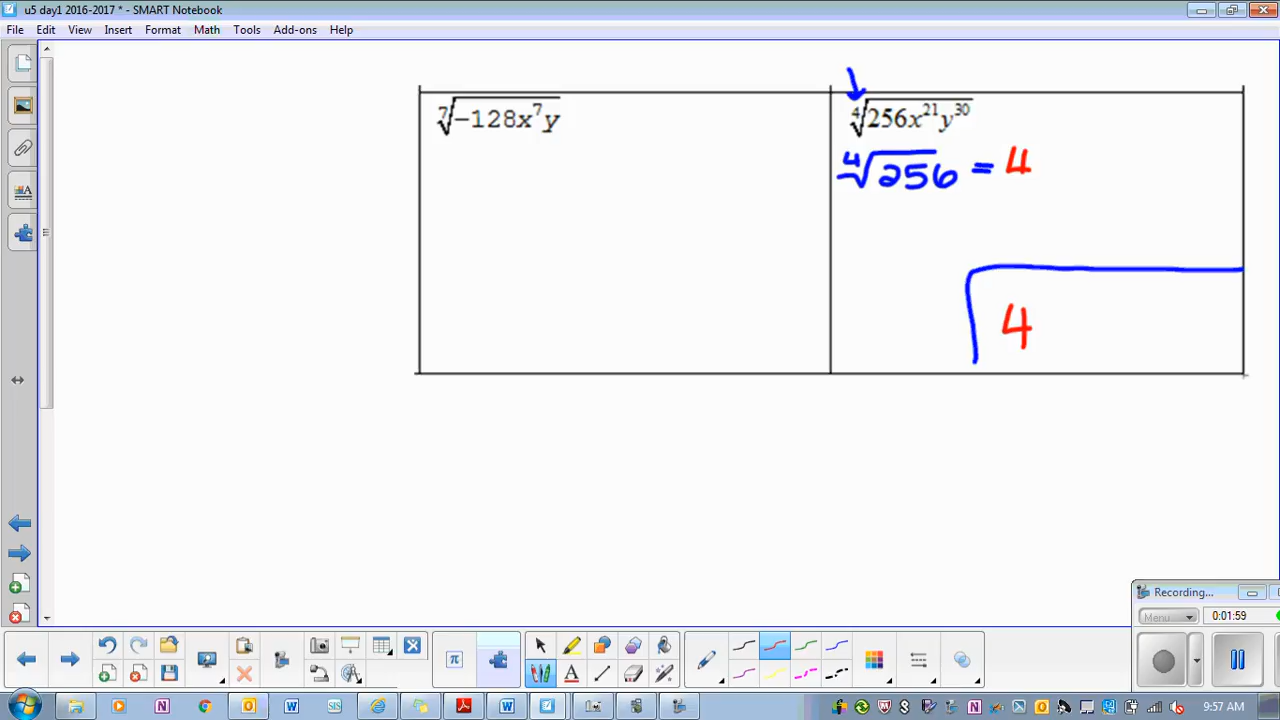 u5 day1 2016-2017 * - SMART Notebook
File Edit View Insert Format Math Tools Add-ons Help
⁷√−128x⁷y
⁴√256x²¹y³⁰
⁴√256 = 4
4
Recording...
Menu
0:01:59
9:57 AM